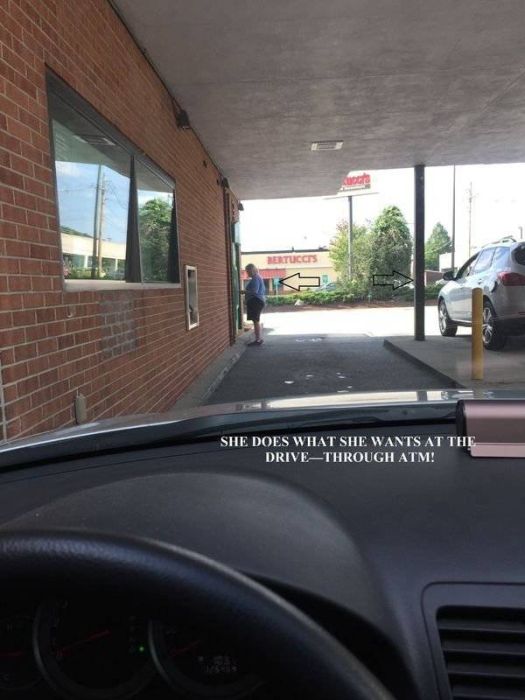 BERTUCCI'S
SHE DOES WHAT SHE WANTS AT THE
DRIVE—THROUGH ATM!